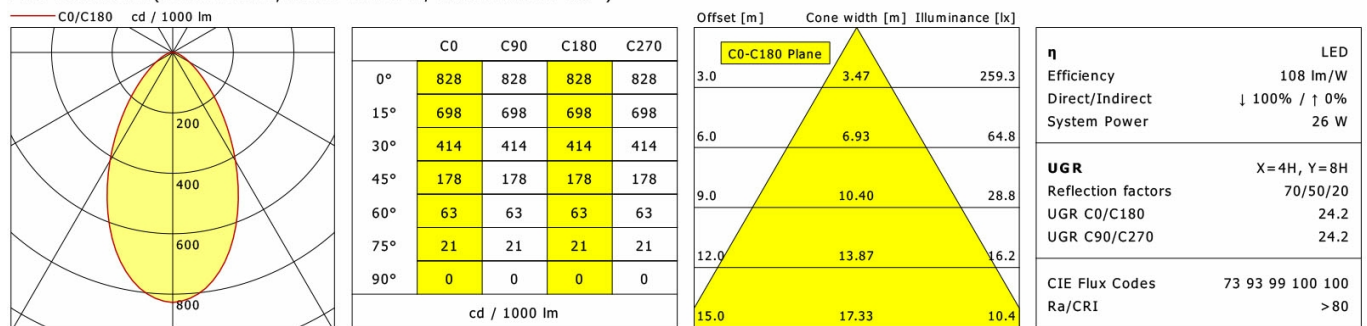 C0/C180 cd / 1000 lm
200
400
600
800
C0 C90 C180 C270
0° 828 828 828 828
15° 698 698 698 698
30° 414 414 414 414
45° 178 178 178 178
60° 63 63 63 63
75° 21 21 21 21
90° 0 0 0 0
cd / 1000 lm
Offset [m] Cone width [m] Illuminance [lx]
C0-C180 Plane
3.0 3.47 259.3
6.0 6.93 64.8
9.0 10.40 28.8
12.0 13.87 16.2
15.0 17.33 10.4
η LED
Efficiency 108 lm/W
Direct/Indirect ↓ 100% / ↑ 0%
System Power 26 W
UGR X=4H, Y=8H
Reflection factors 70/50/20
UGR C0/C180 24.2
UGR C90/C270 24.2
CIE Flux Codes 73 93 99 100 100
Ra/CRI >80